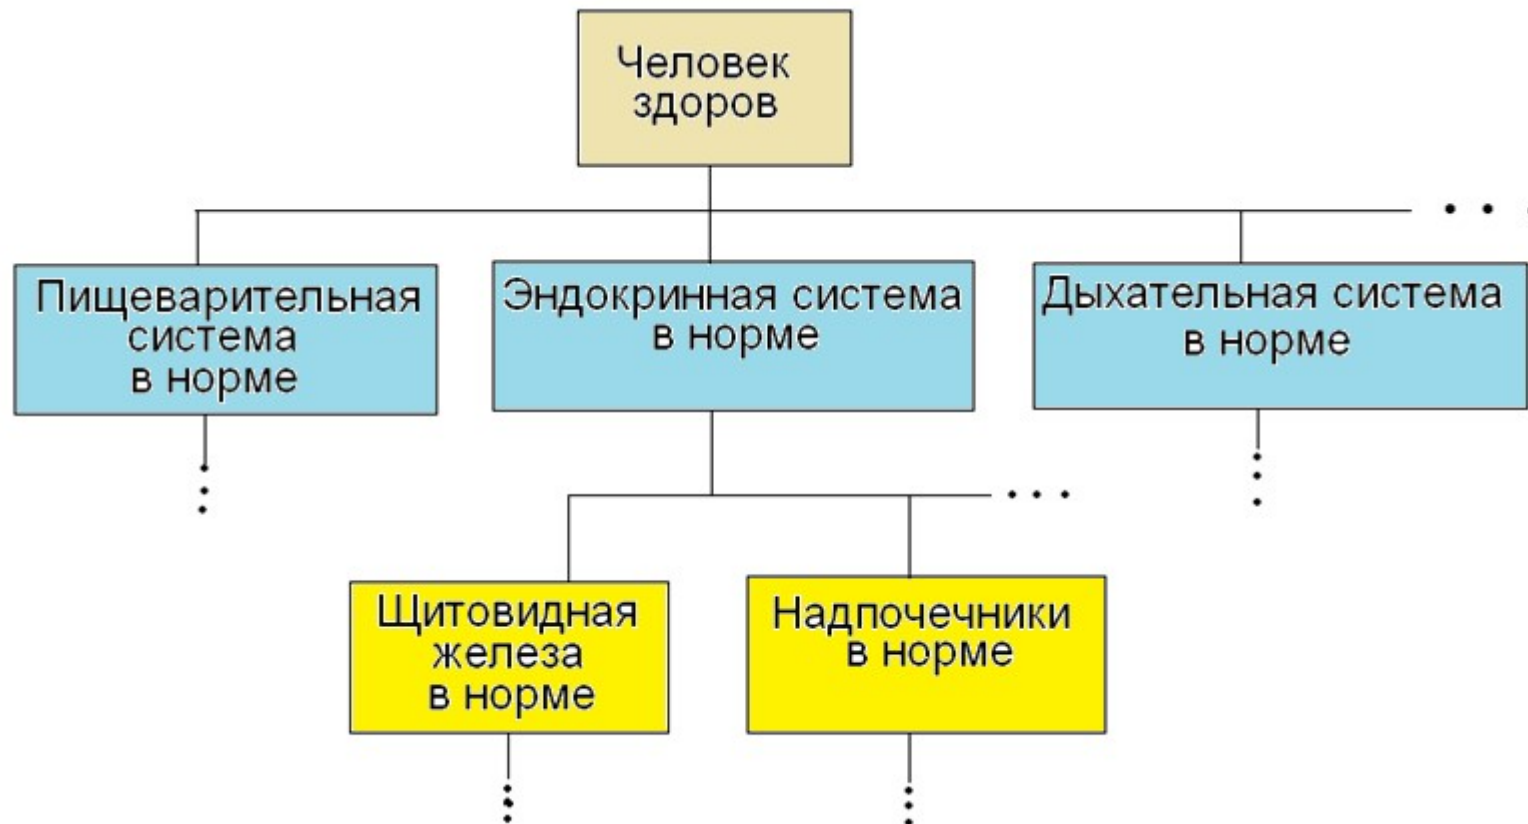 Человек
здоров
Пищеварительная
система
в норме
Эндокринная система
в норме
Дыхательная система
в норме
Щитовидная
железа
в норме
Надпочечники
в норме